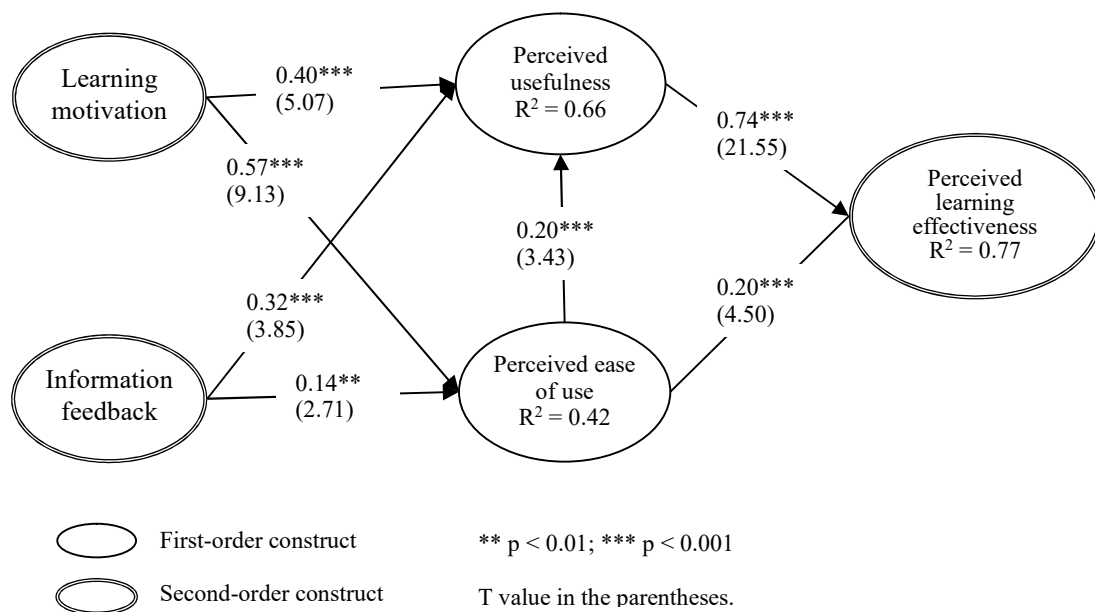 Learning
motivation
0.40***
(5.07)
0.57***
(9.13)
Perceived
usefulness
R² = 0.66
0.74***
(21.55)
Perceived
learning
effectiveness
R² = 0.77
0.20***
(3.43)
0.20***
(4.50)
0.32***
(3.85)
Information
feedback
0.14**
(2.71)
Perceived ease
of use
R² = 0.42
First-order construct
** p < 0.01; *** p < 0.001
Second-order construct
T value in the parentheses.